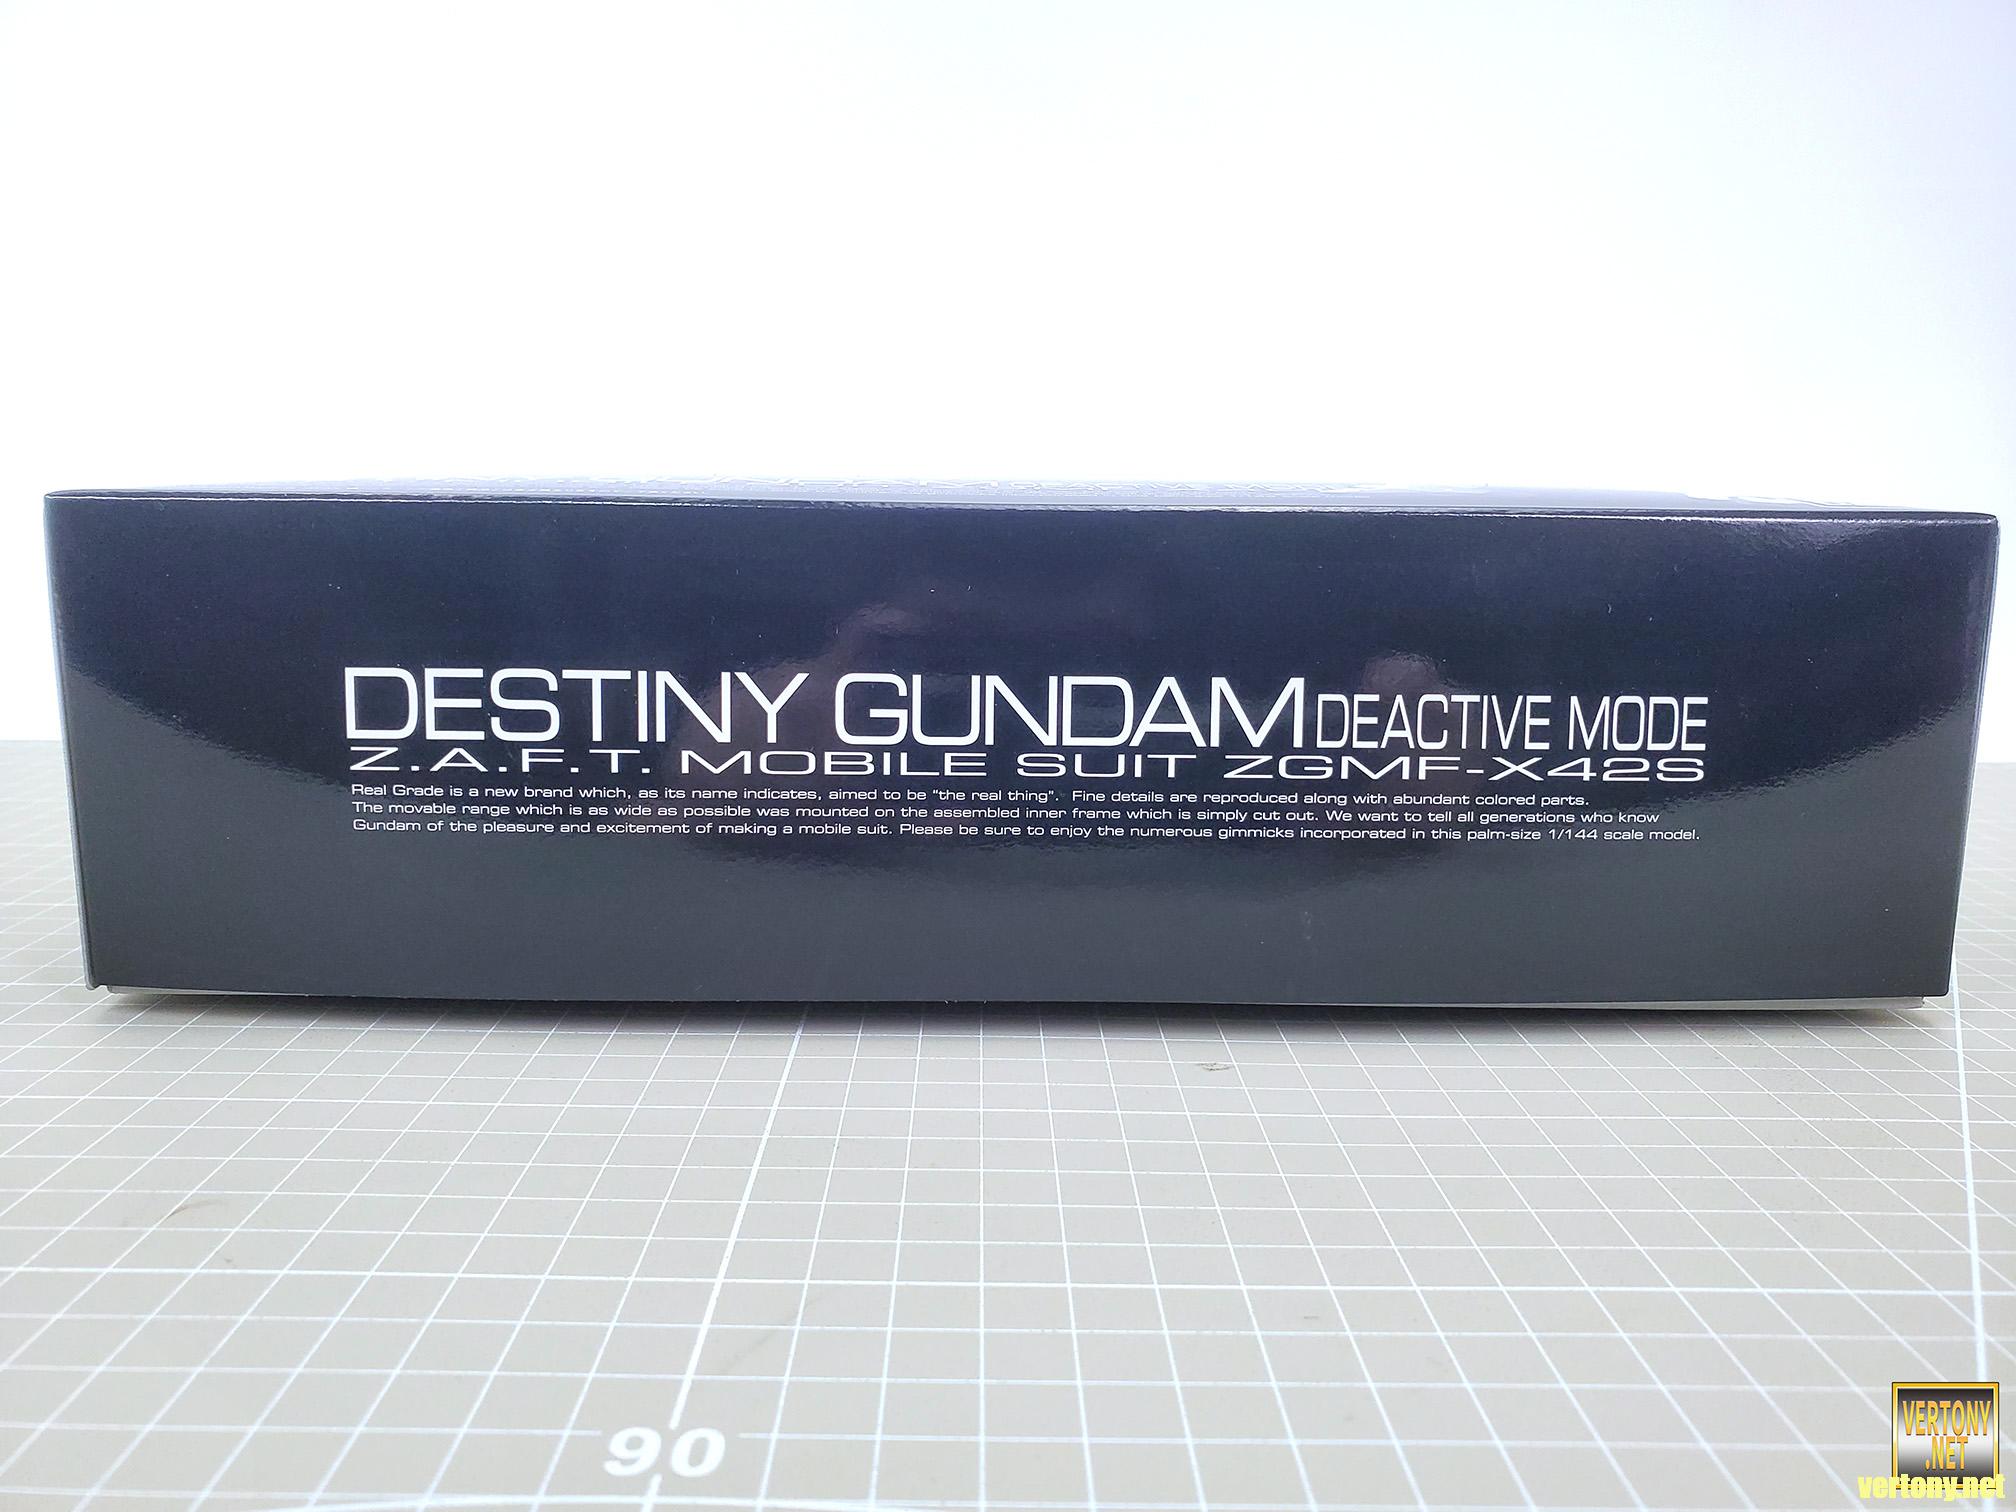 DESTINY GUNDAM DEACTIVE MODE
Z.A.F.T. MOBILE SUIT ZGMF-X42S
Real Grade is a new brand which, as its name indicates, aimed to be "the real thing". Fine details are reproduced along with abundant colored parts.
The movable range which is as wide as possible was mounted on the assembled inner frame which is simply cut out. We want to tell all generations who know
Gundam of the pleasure and excitement of making a mobile suit. Please be sure to enjoy the numerous gimmicks incorporated in this palm-size 1/144 scale model.
90
VERTONY
.NET
vertony.net